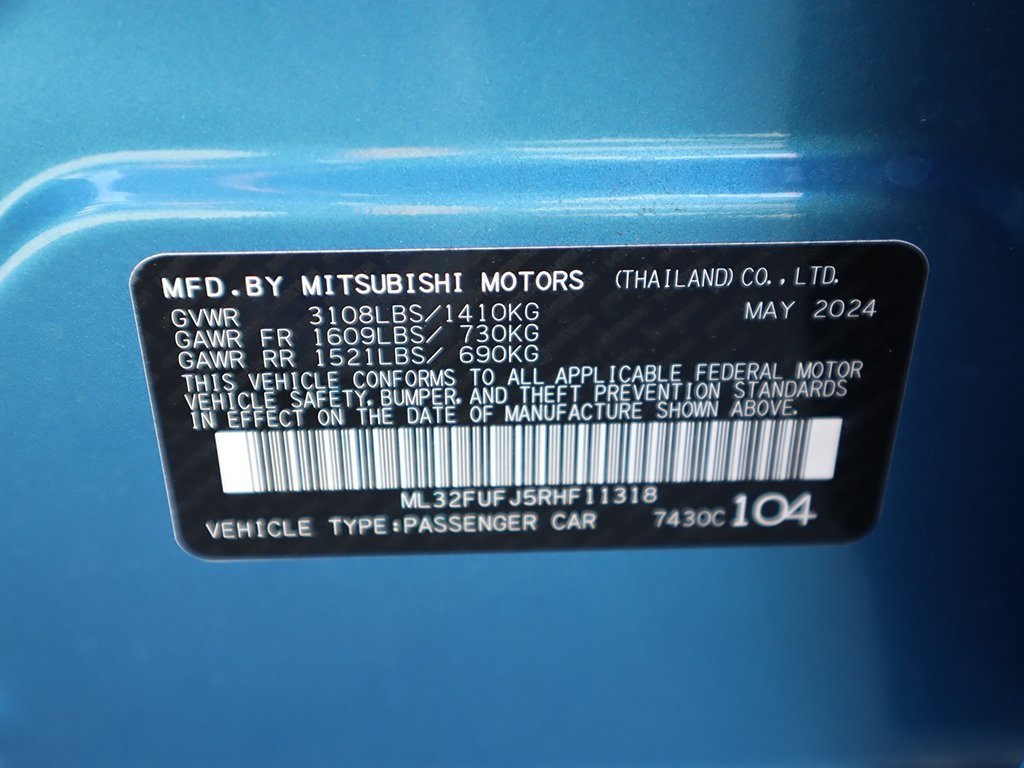 MFD.BY MITSUBISHI MOTORS (THAILAND)CO.,LTD.
GVWR 3108LBS/1410KG MAY 2024
GAWR FR 1609LBS/ 730KG
GAWR RR 1521LBS/ 690KG
THIS VEHICLE CONFORMS TO ALL APPLICABLE FEDERAL MOTOR
VEHICLE SAFETY, BUMPER, AND THEFT PREVENTION STANDARDS
IN EFFECT ON THE DATE OF MANUFACTURE SHOWN ABOVE.
ML32FUFJ5RHF11318
VEHICLE TYPE:PASSENGER CAR 7430C 104